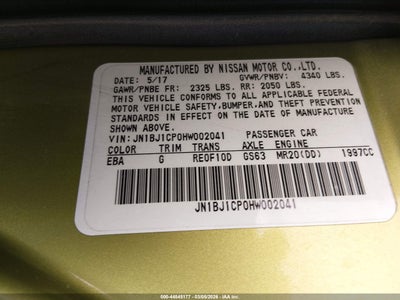 MANUFACTURED BY NISSAN MOTOR CO.,LTD.
DATE: 5/17 GVWR/PNBV: 4340 LBS.
GAWR/PNBE FR: 2325 LBS. RR: 2050 LBS.
THIS VEHICLE CONFORMS TO ALL APPLICABLE FEDERAL
MOTOR VEHICLE SAFETY,BUMPER,AND THEFT PREVENTION
STANDARDS IN EFFECT ON THE DATE OF MANUFACTURE
SHOWN ABOVE.
VIN:JN1BJ1CP0HW002041 PASSENGER CAR
COLOR TRIM TRANS AXLE ENGINE
EBA G RE0F10D GS63 MR20(DD) 1997CC
JN1BJ1CP0HW002041
500-44649177 - 03/05/2026 - © IAA, LLC